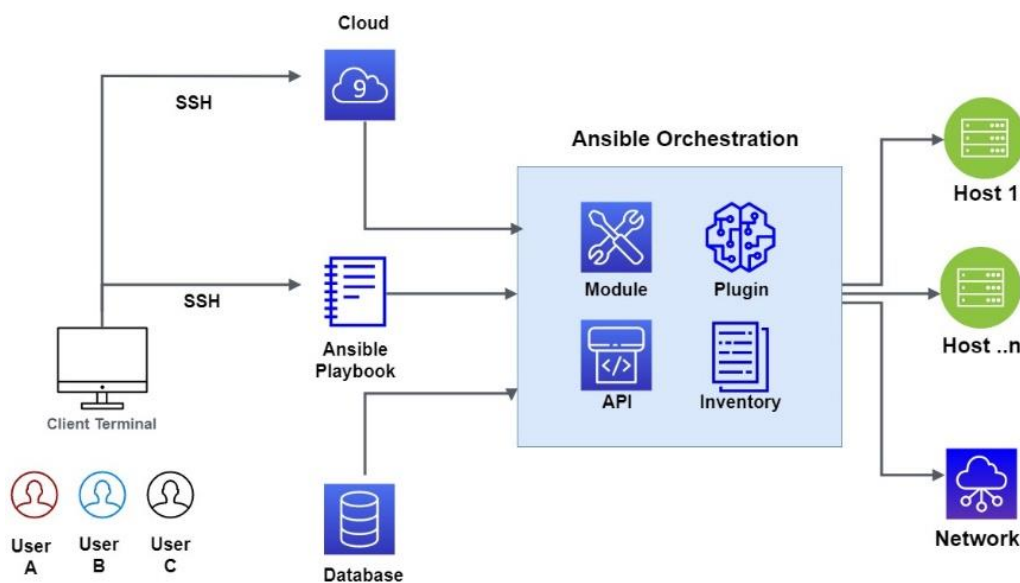 Cloud
9
SSH
Ansible Orchestration
Host 1
Module
Plugin
SSH
Ansible
Playbook
Host ..n
</>
API
Inventory
Client Terminal
User
A
User
B
User
C
Database
Network